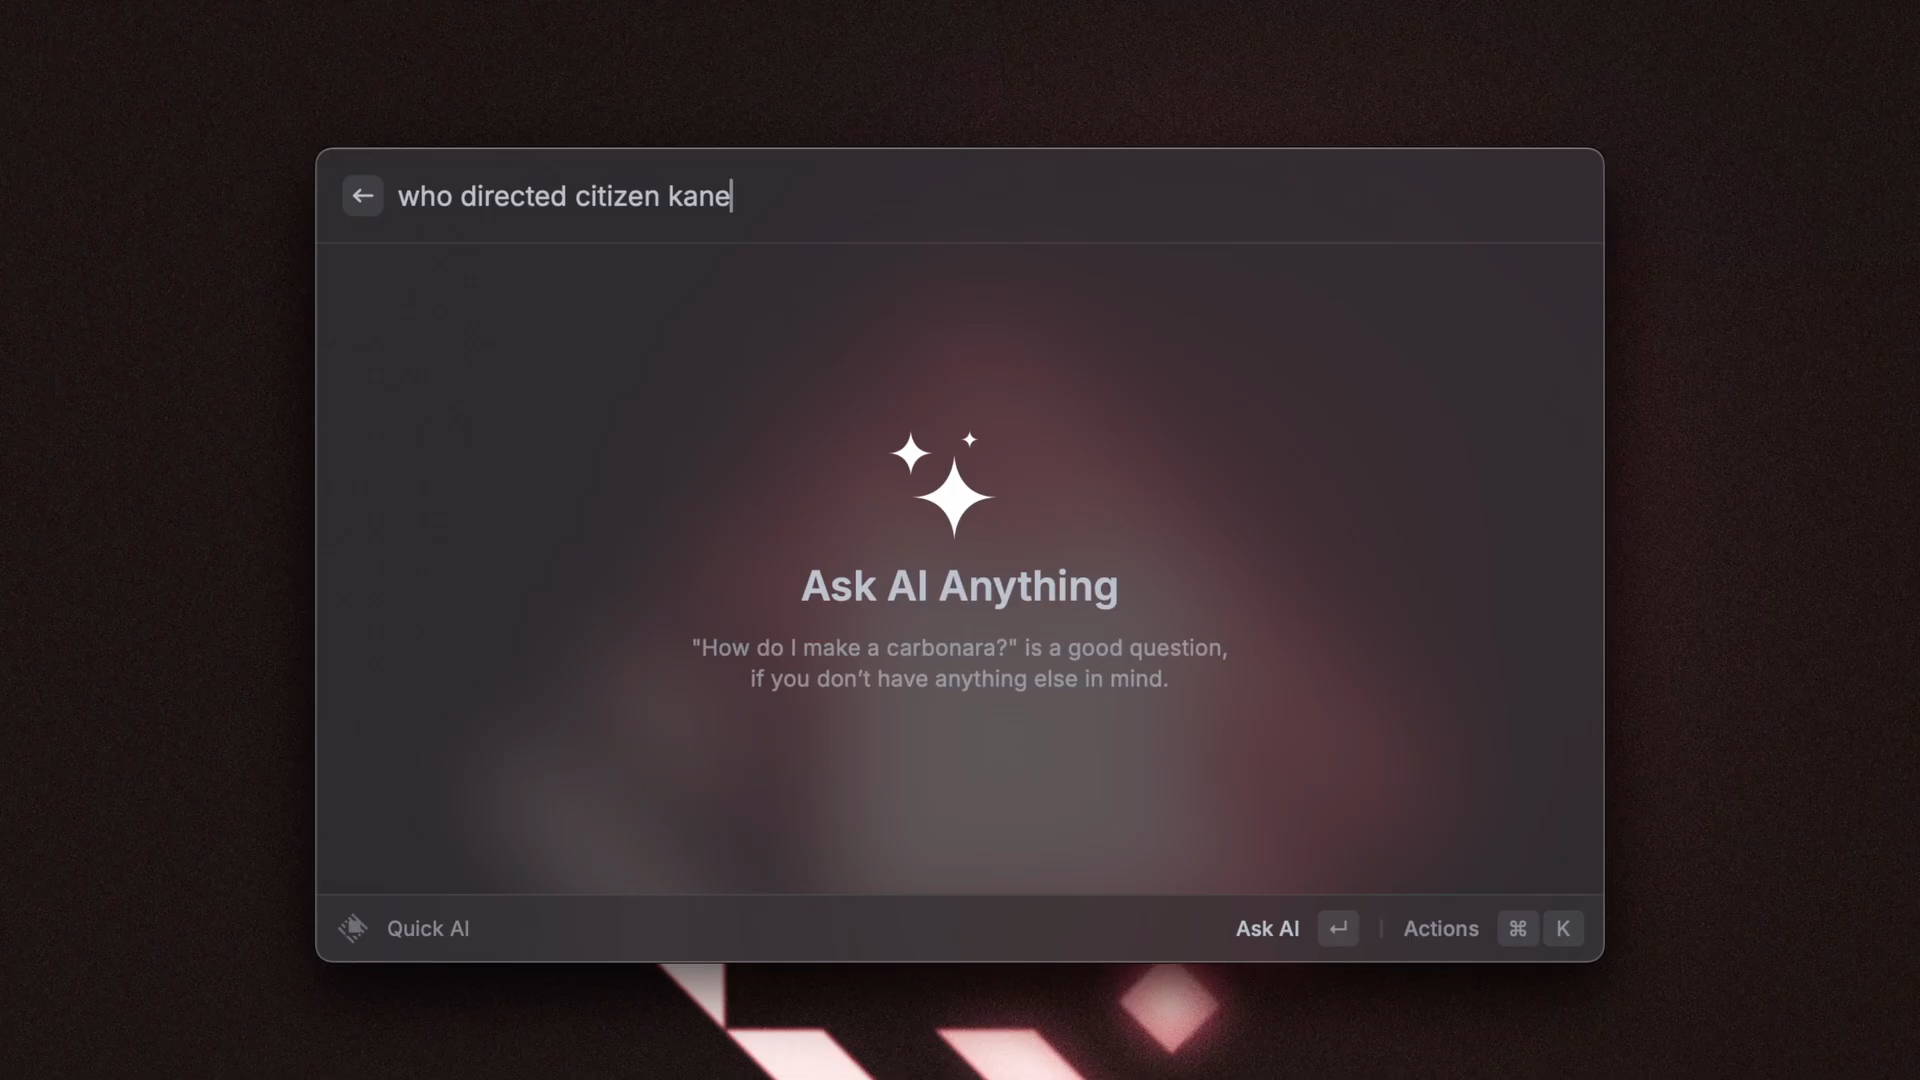 who directed citizen kane
Ask AI Anything
"How do I make a carbonara?" is a good question,
if you don’t have anything else in mind.
Quick AI
Ask AI ↵ | Actions ⌘ K